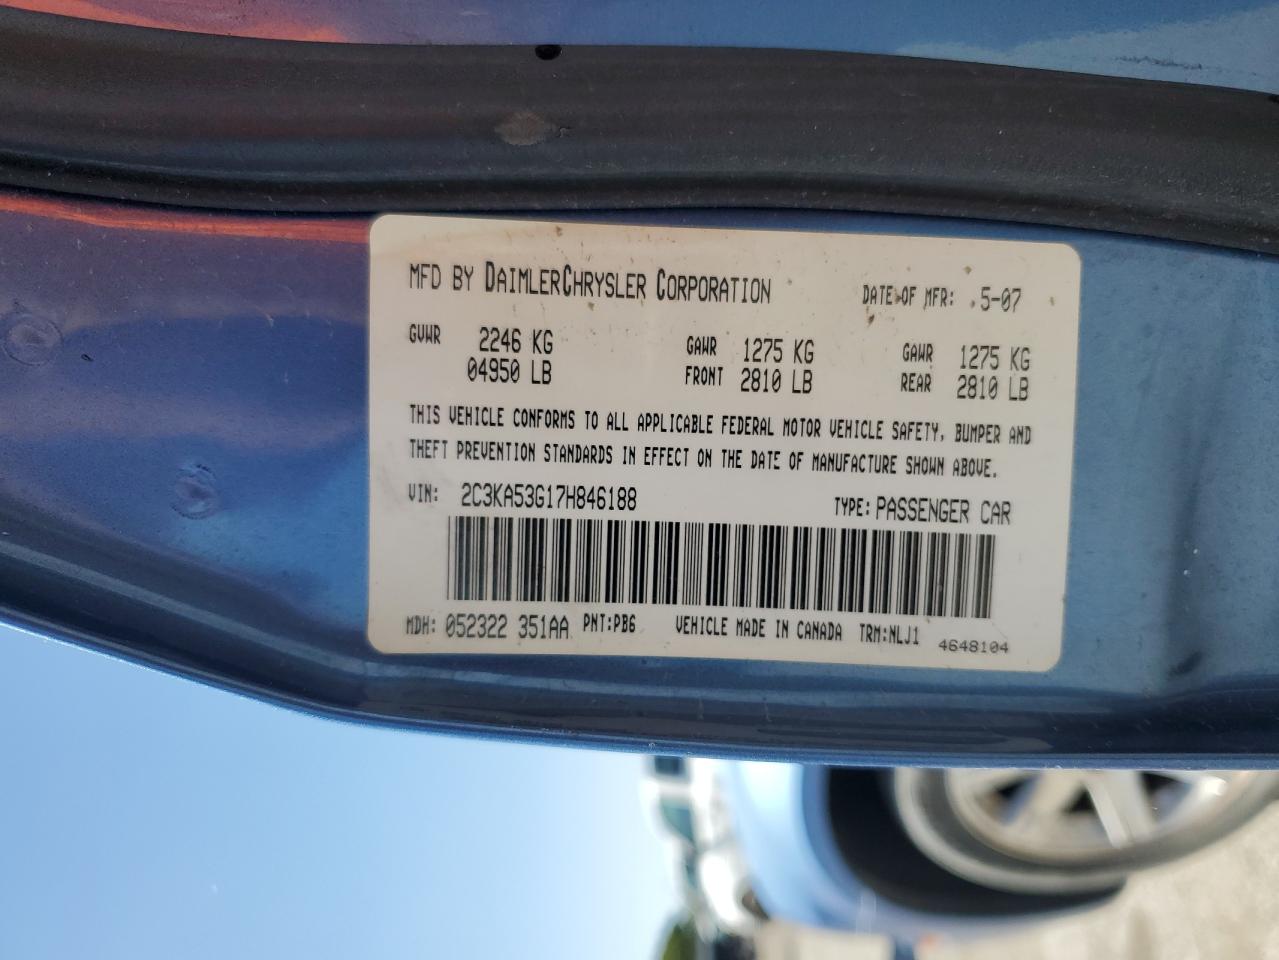 MFD BY DAIMLERCHRYSLER CORPORATION DATE OF MFR: 5-07
GVWR 2246 KG GAWR 1275 KG GAWR 1275 KG
04950 LB FRONT 2810 LB REAR 2810 LB
THIS VEHICLE CONFORMS TO ALL APPLICABLE FEDERAL MOTOR VEHICLE SAFETY, BUMPER AND
THEFT PREVENTION STANDARDS IN EFFECT ON THE DATE OF MANUFACTURE SHOWN ABOVE.
VIN: 2C3KA53G17H846188 TYPE: PASSENGER CAR
MDH: 052322 351AA PNT:PB6 VEHICLE MADE IN CANADA TRM:NLJ1 4648104